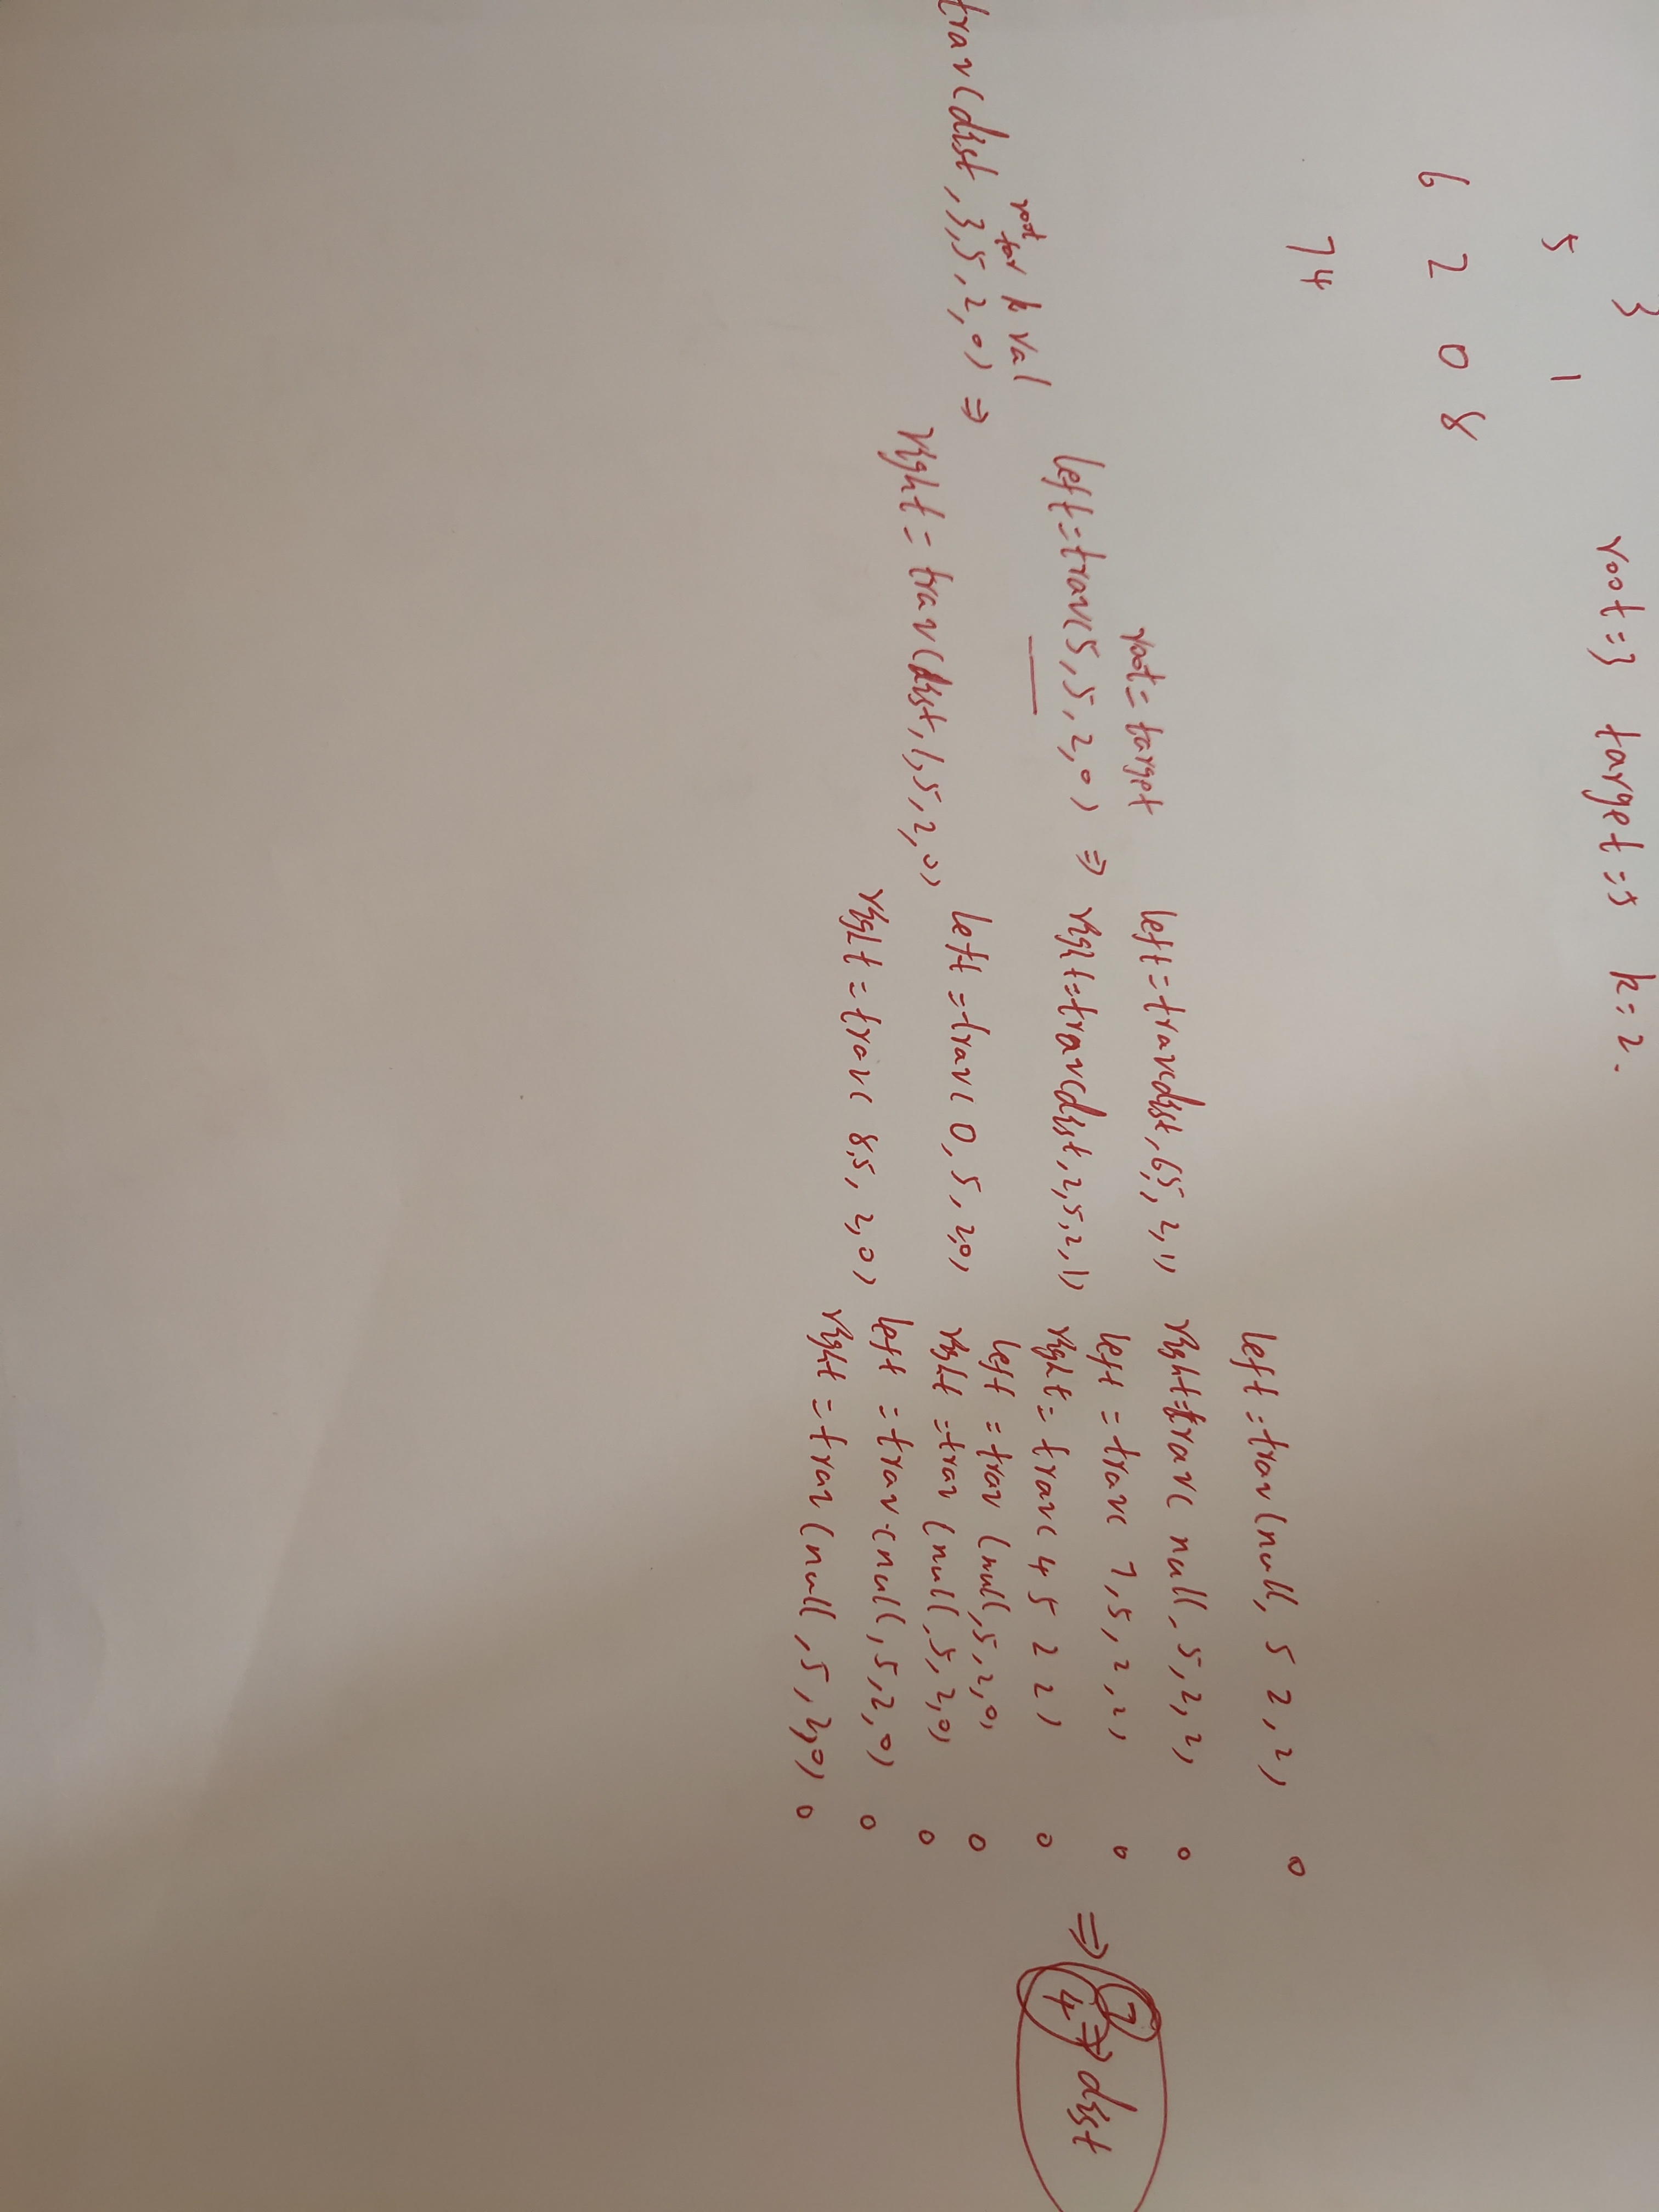 3
root=3 target=5 k=2.
5 1
6 2 0 8
7 4
left=trav(null, 5 2, 2) 0
right=trav( null, 5, 2, 2) 0
left = trav( 7, 5, 2, 2) 0
right = trav( 4 5 2 2) 0
left = trav (null, 5, 2, 0) 0
right = trav (null, 5, 2, 0) 0
left = trav (null, 5, 2, 0) 0
right = trav (null, 5, 2, 0) 0
left=trav(dist, 6,5, 2, 1)
right=trav(dist, 2, 5, 2, 1)
left=trav( 0, 5, 2,0)
right = trav( 8,5, 2, 0)
root= target
left=trav(5, 5, 2, 0) ⇒
right = trav(dist, 1, 5, 2, 0)
root tar k val
trav(dist, 3, 5, 2, 0) ⇒
⇒ 7 4 ⇒ dist